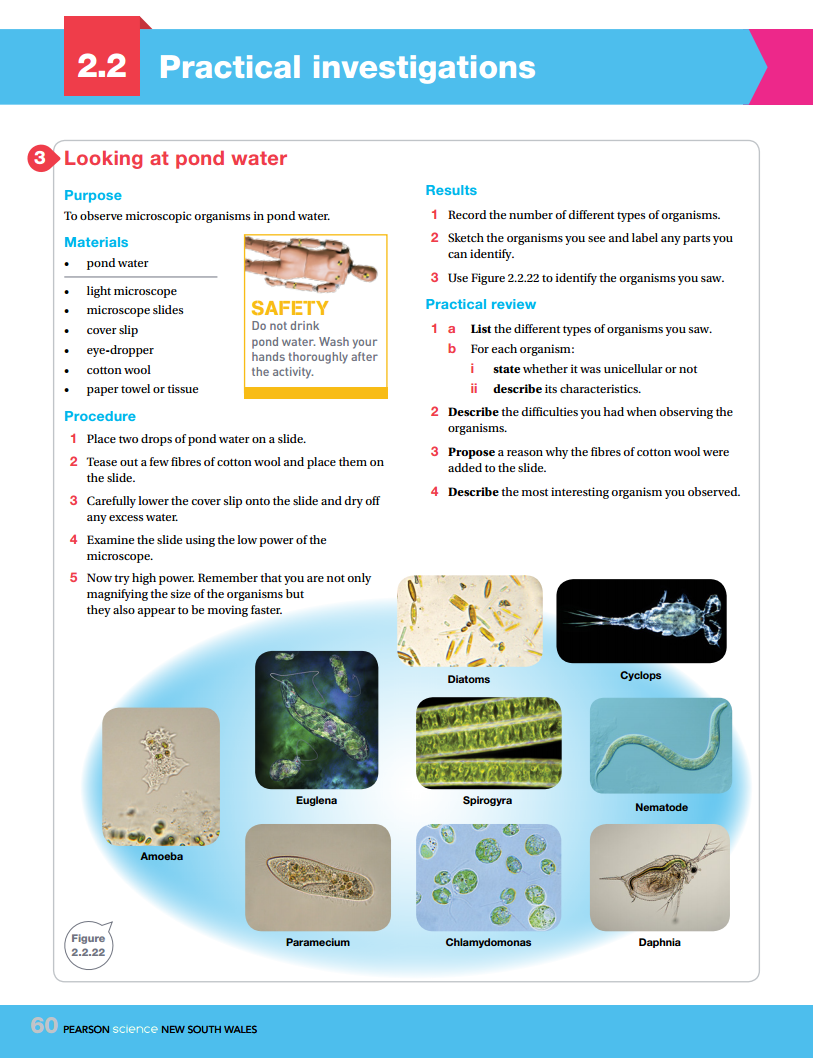 2.2
Practical investigations
3
Looking at pond water
Purpose
To observe microscopic organisms in pond water.
Materials
• pond water
• light microscope
• microscope slides
• cover slip
• eye-dropper
• cotton wool
• paper towel or tissue
SAFETY
Do not drink
pond water. Wash your
hands thoroughly after
the activity.
Procedure
1 Place two drops of pond water on a slide.
2 Tease out a few fibres of cotton wool and place them on
the slide.
3 Carefully lower the cover slip onto the slide and dry off
any excess water.
4 Examine the slide using the low power of the
microscope.
5 Now try high power. Remember that you are not only
magnifying the size of the organisms but
they also appear to be moving faster.
Results
1 Record the number of different types of organisms.
2 Sketch the organisms you see and label any parts you
can identify.
3 Use Figure 2.2.22 to identify the organisms you saw.
Practical review
1 a List the different types of organisms you saw.
b For each organism:
i state whether it was unicellular or not
ii describe its characteristics.
2 Describe the difficulties you had when observing the
organisms.
3 Propose a reason why the fibres of cotton wool were
added to the slide.
4 Describe the most interesting organism you observed.
Diatoms
Cyclops
Euglena
Spirogyra
Nematode
Amoeba
Paramecium
Chlamydomonas
Daphnia
Figure
2.2.22
60 PEARSON science NEW SOUTH WALES